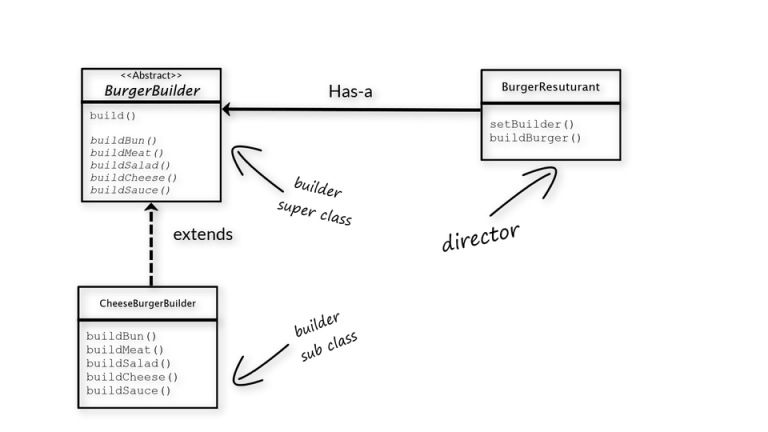 <<Abstract>>
BurgerBuilder
build()
buildBun()
buildMeat()
buildSalad()
buildCheese()
buildSauce()
Has-a
BurgerResuturant
setBuilder()
buildBurger()
builder
super class
director
extends
CheeseBurgerBuilder
buildBun()
buildMeat()
buildSalad()
buildCheese()
buildSauce()
builder
sub class